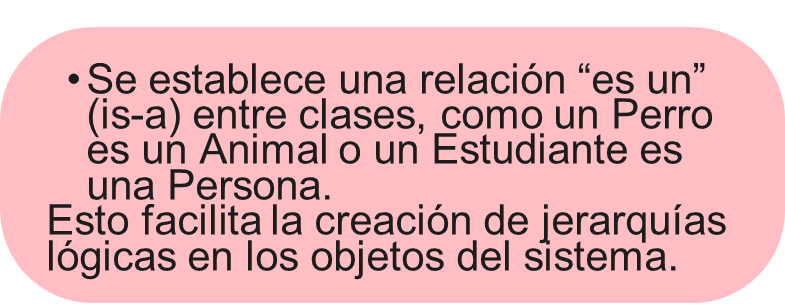 • Se establece una relación “es un”
(is-a) entre clases, como un Perro
es un Animal o un Estudiante es
una Persona.
Esto facilita la creación de jerarquías
lógicas en los objetos del sistema.